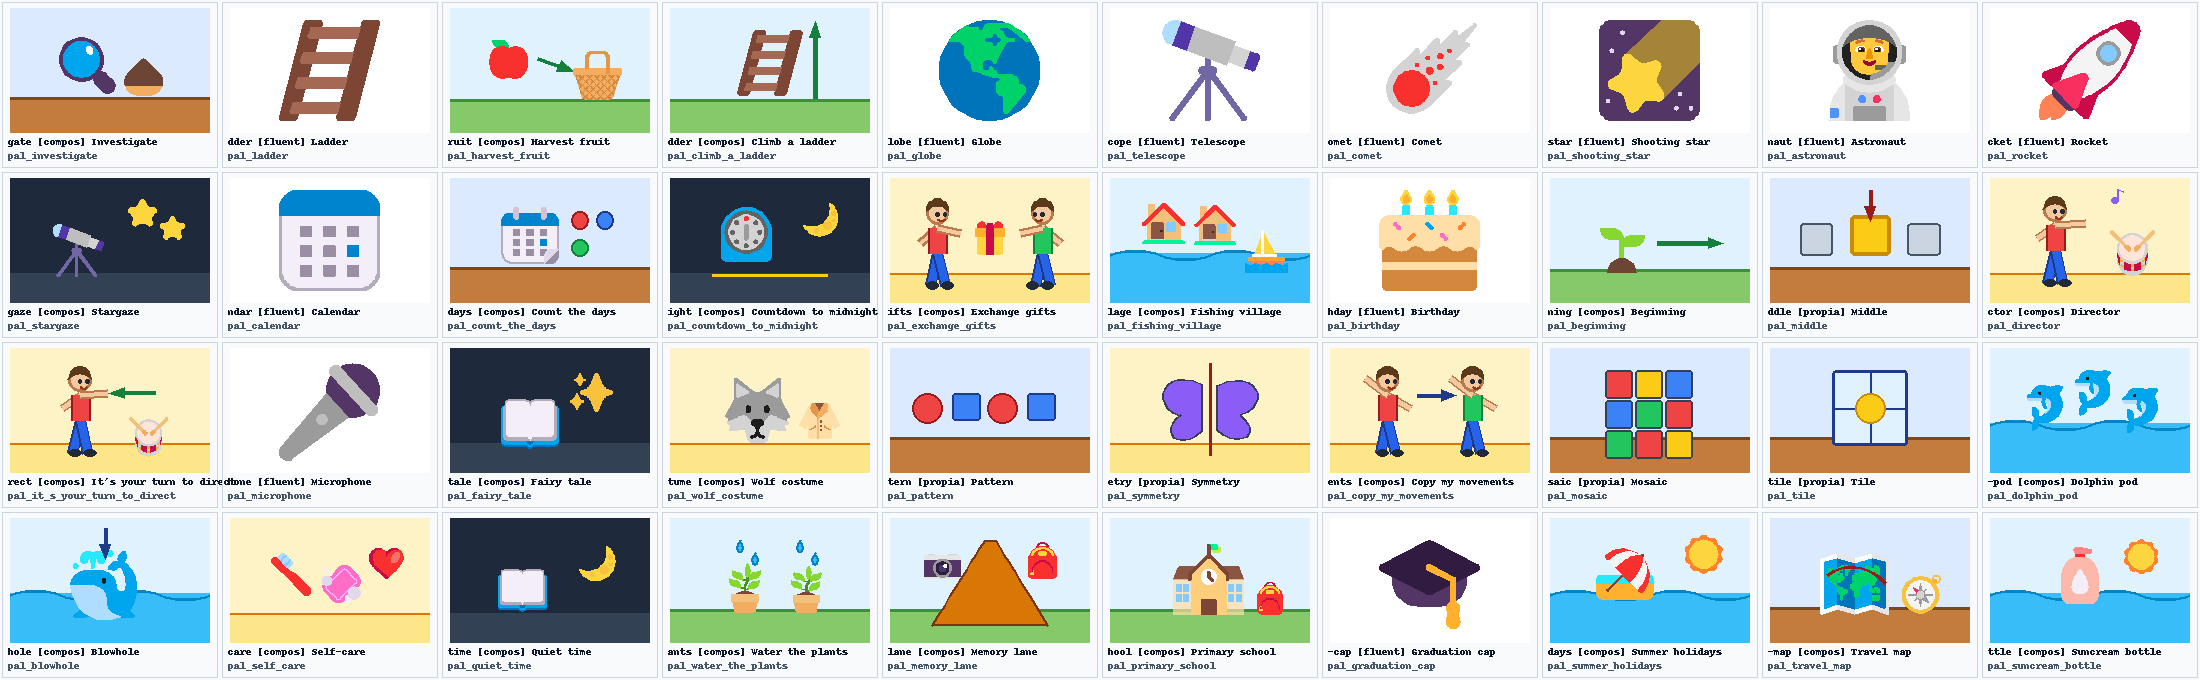 gate [compos] Investigate
pal_investigate
dder [fluent] Ladder
pal_ladder
ruit [compos] Harvest fruit
pal_harvest_fruit
dder [compos] Climb a ladder
pal_climb_a_ladder
lobe [fluent] Globe
pal_globe
cope [fluent] Telescope
pal_telescope
omet [fluent] Comet
pal_comet
star [fluent] Shooting star
pal_shooting_star
naut [fluent] Astronaut
pal_astronaut
cket [fluent] Rocket
pal_rocket
gaze [compos] Stargaze
pal_stargaze
ndar [fluent] Calendar
pal_calendar
days [compos] Count the days
pal_count_the_days
ight [compos] Countdown to midnight
pal_countdown_to_midnight
ifts [compos] Exchange gifts
pal_exchange_gifts
lage [compos] Fishing village
pal_fishing_village
hday [fluent] Birthday
pal_birthday
ning [compos] Beginning
pal_beginning
ddle [propia] Middle
pal_middle
ctor [compos] Director
pal_director
rect [compos] It's your turn to direct
pal_it_s_your_turn_to_direct
one [fluent] Microphone
pal_microphone
tale [compos] Fairy tale
pal_fairy_tale
tume [compos] Wolf costume
pal_wolf_costume
tern [propia] Pattern
pal_pattern
etry [propia] Symmetry
pal_symmetry
ents [compos] Copy my movements
pal_copy_my_movements
saic [propia] Mosaic
pal_mosaic
tile [propia] Tile
pal_tile
-pod [compos] Dolphin pod
pal_dolphin_pod
hole [compos] Blowhole
pal_blowhole
care [compos] Self-care
pal_self_care
time [compos] Quiet time
pal_quiet_time
ants [compos] Water the plants
pal_water_the_plants
lane [compos] Memory lane
pal_memory_lane
hool [compos] Primary school
pal_primary_school
-cap [fluent] Graduation cap
pal_graduation_cap
days [compos] Summer holidays
pal_summer_holidays
-map [compos] Travel map
pal_travel_map
ttle [compos] Suncream bottle
pal_suncream_bottle